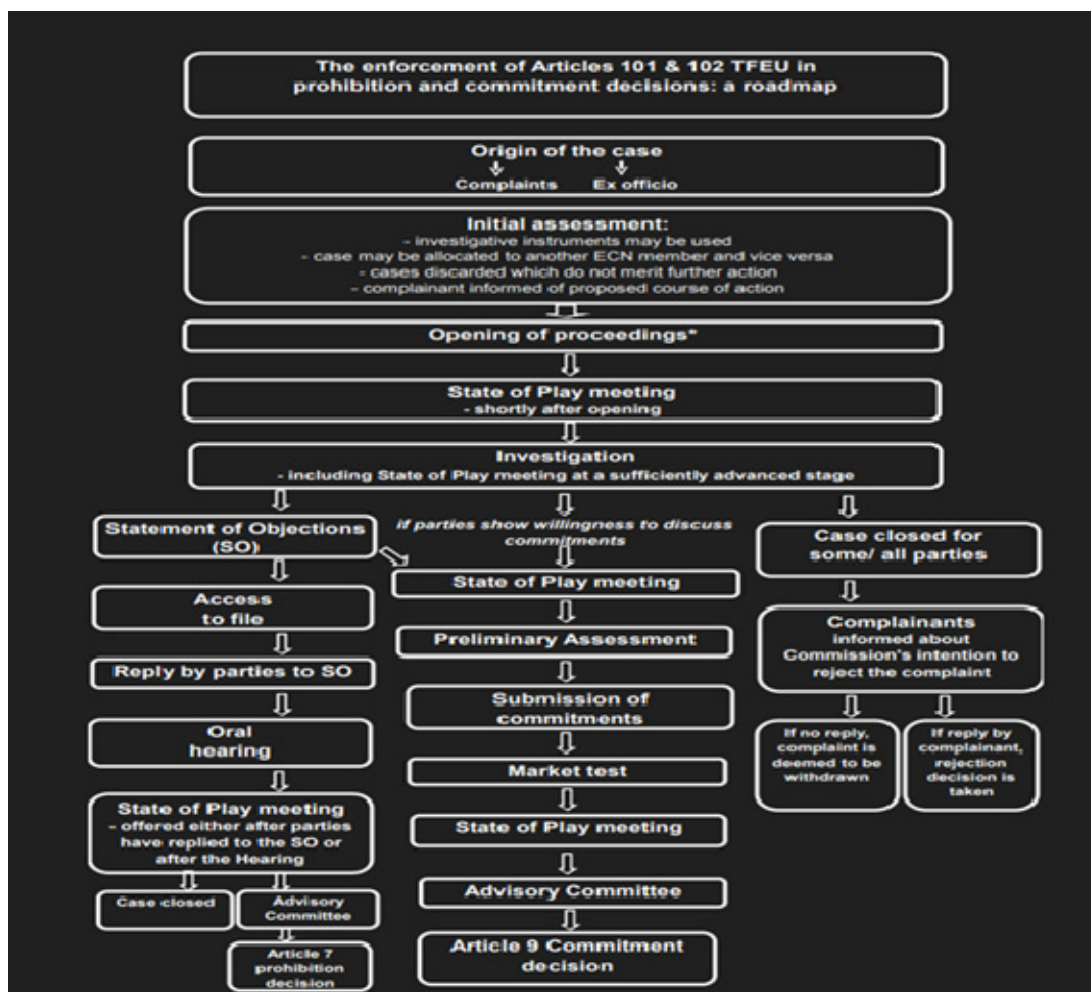 The enforcement of Articles 101 & 102 TFEU in
prohibition and commitment decisions: a roadmap
Origin of the case
Complaints Ex officio
Initial assessment:
– investigative instruments may be used
– case may be allocated to another ECN member and vice versa
– cases discarded which do not merit further action
– complainant informed of proposed course of action
Opening of proceedings*
State of Play meeting
- shortly after opening
Investigation
- including State of Play meeting at a sufficiently advanced stage
Statement of Objections
(SO)
Access
to file
Reply by parties to SO
Oral
hearing
State of Play meeting
– offered either after parties
have replied to the SO or
after the Hearing
Case closed
Advisory
Committee
Article 7
prohibition
decision
if parties show willingness to discuss
commitments
State of Play meeting
Preliminary Assessment
Submission of
commitments
Market test
State of Play meeting
Advisory Committee
Article 9 Commitment
decision
Case closed for
some/ all parties
Complainants
informed about
Commission's intention to
reject the complaint
If no reply,
complaint is
deemed to be
withdrawn
If reply by
complainant,
rejection
decision is
taken